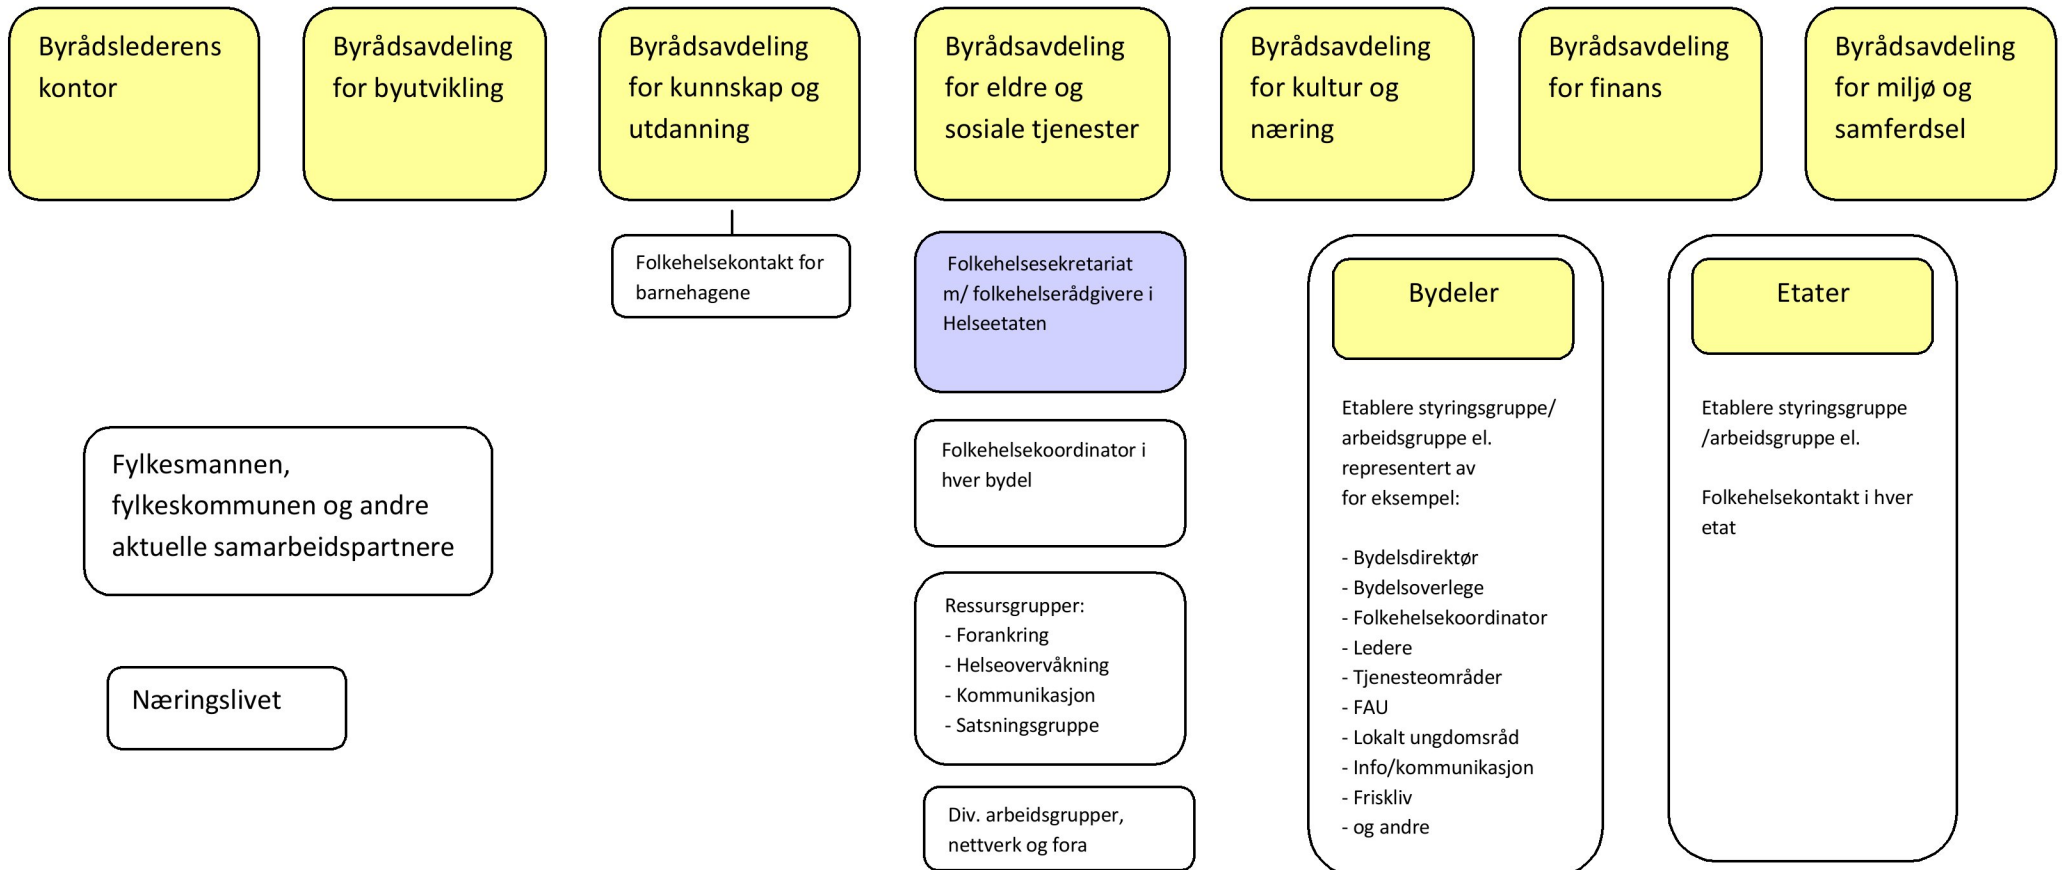 Byrådslederens
kontor
Byrådsavdeling
for byutvikling
Byrådsavdeling
for kunnskap og
utdanning
Byrådsavdeling
for eldre og
sosiale tjenester
Byrådsavdeling
for kultur og
næring
Byrådsavdeling
for finans
Byrådsavdeling
for miljø og
samferdsel
Folkehelsekontakt for
barnehagene
Folkehelsesekretariat
m/ folkehelserådgivere i
Helseetaten
Folkehelsekoordinator i
hver bydel
Ressursgrupper:
- Forankring
- Helseovervåkning
- Kommunikasjon
- Satsningsgruppe
Div. arbeidsgrupper,
nettverk og fora
Fylkesmannen,
fylkeskommunen og andre
aktuelle samarbeidspartnere
Næringslivet
Bydeler
Etablere styringsgruppe/
arbeidsgruppe el.
representert av
for eksempel:
- Bydelsdirektør
- Bydelsoverlege
- Folkehelsekoordinator
- Ledere
- Tjenesteområder
- FAU
- Lokalt ungdomsråd
- Info/kommunikasjon
- Friskliv
- og andre
Etater
Etablere styringsgruppe
/arbeidsgruppe el.
Folkehelsekontakt i hver
etat